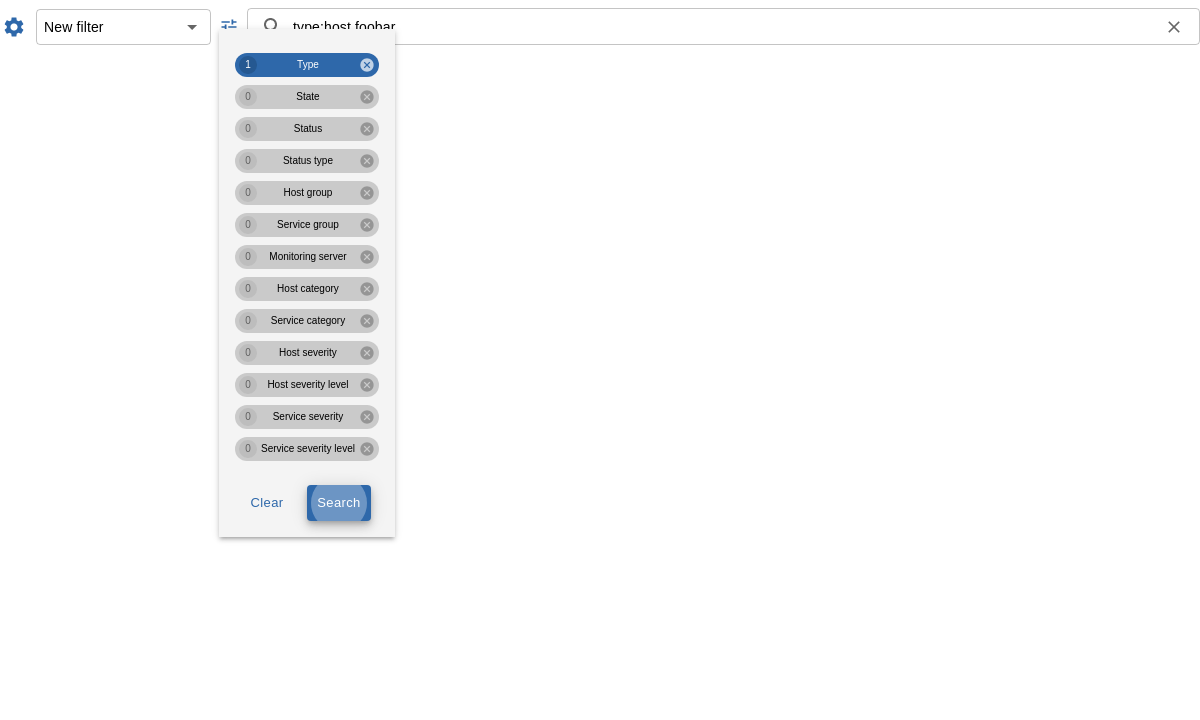 New filter
type:host foobar
1 Type
0 State
0 Status
0 Status type
0 Host group
0 Service group
0 Monitoring server
0 Host category
0 Service category
0 Host severity
0 Host severity level
0 Service severity
0 Service severity level
Clear Search